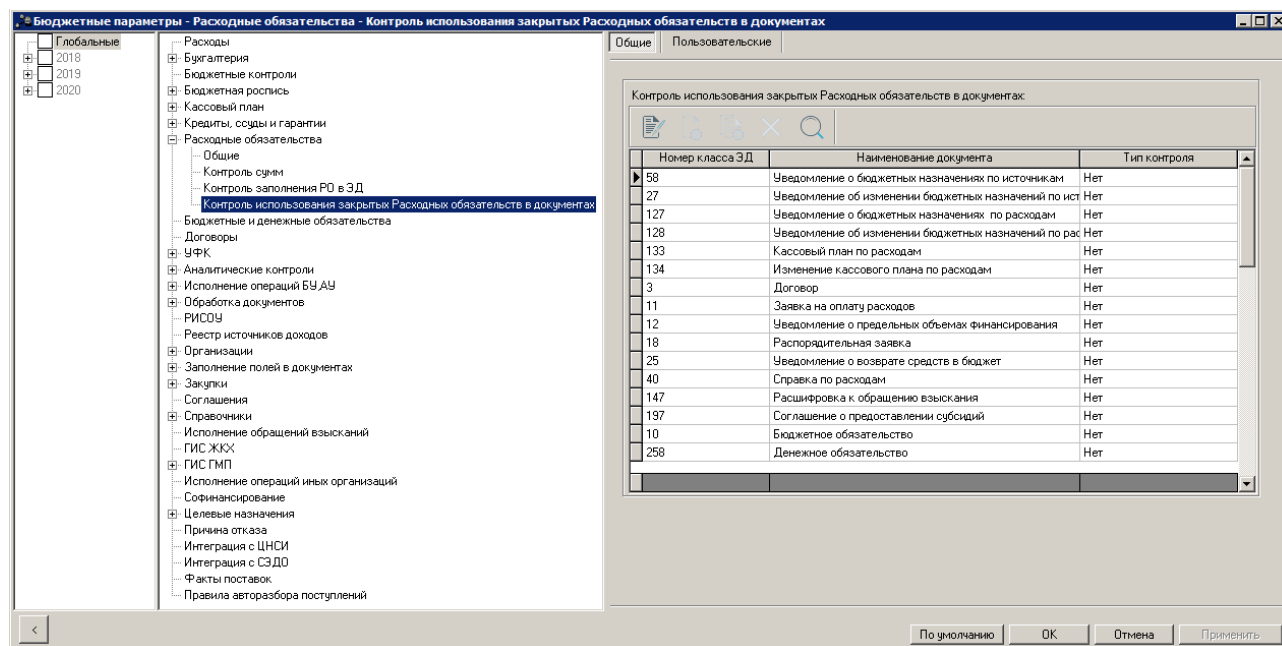 Бюджетные параметры - Расходные обязательства - Контроль использования закрытых Расходных обязательств в документах
Глобальные
2018
2019
2020
Расходы
Бухгалтерия
Бюджетные контроли
Бюджетная роспись
Кассовый план
Кредиты, ссуды и гарантии
Расходные обязательства
Общие
Контроль сумм
Контроль заполнения РО в ЭД
Контроль использования закрытых Расходных обязательств в документах
Бюджетные и денежные обязательства
Договоры
УФК
Аналитические контроли
Исполнение операций БУ,АУ
Обработка документов
РИСОУ
Реестр источников доходов
Организации
Заполнение полей в документах
Закупки
Соглашения
Справочники
Исполнение обращений взысканий
ГИС ЖКХ
ГИС ГМП
Исполнение операций иных организаций
Софинансирование
Целевые назначения
Причина отказа
Интеграция с ЦНСИ
Интеграция с СЭДО
Факты поставок
Правила авторазбора поступлений
Общие Пользовательские
Контроль использования закрытых Расходных обязательств в документах:
Номер класса ЭД Наименование документа Тип контроля
58 Уведомление о бюджетных назначениях по источникам Нет
27 Уведомление об изменении бюджетных назначений по ист Нет
127 Уведомление о бюджетных назначениях по расходам Нет
128 Уведомление об изменении бюджетных назначений по рас Нет
133 Кассовый план по расходам Нет
134 Изменение кассового плана по расходам Нет
3 Договор Нет
11 Заявка на оплату расходов Нет
12 Уведомление о предельных объемах финансирования Нет
18 Распорядительная заявка Нет
25 Уведомление о возврате средств в бюджет Нет
40 Справка по расходам Нет
147 Расшифровка к обращению взыскания Нет
197 Соглашение о предоставлении субсидий Нет
10 Бюджетное обязательство Нет
258 Денежное обязательство Нет
< По умолчанию OK Отмена Применить